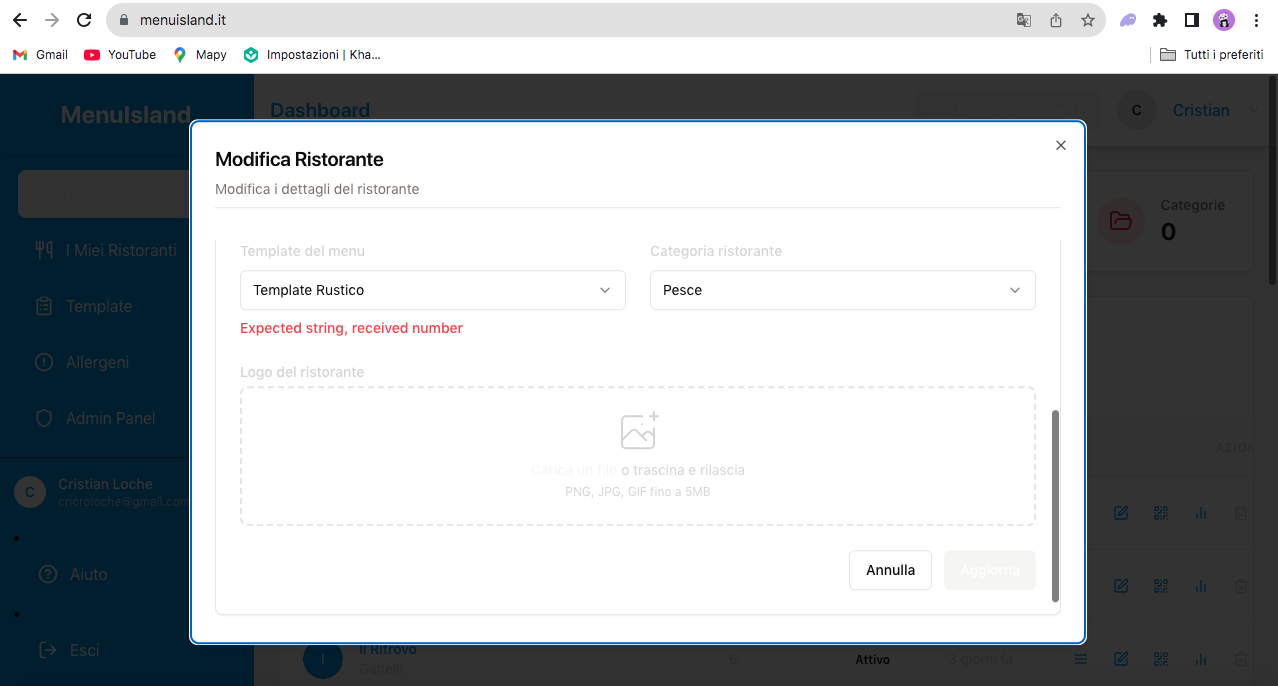 menuisland.it
Gmail YouTube Mapy Impostazioni | Kha... Tutti i preferiti
MenuIsland
Dashboard
C Cristian
I Miei Ristoranti
Template
Allergeni
Admin Panel
C Cristian Loche
cricroloche@gmail.com
Aiuto
Esci
Categorie
0
AZION
Modifica Ristorante
Modifica i dettagli del ristorante
Template del menu Categoria ristorante
Template Rustico Pesce
Expected string, received number
Logo del ristorante
Carica un file o trascina e rilascia
PNG, JPG, GIF fino a 5MB
Annulla Aggiorna
I Il Ritrovo
Galtellì
6 Attivo 3 giorni fa